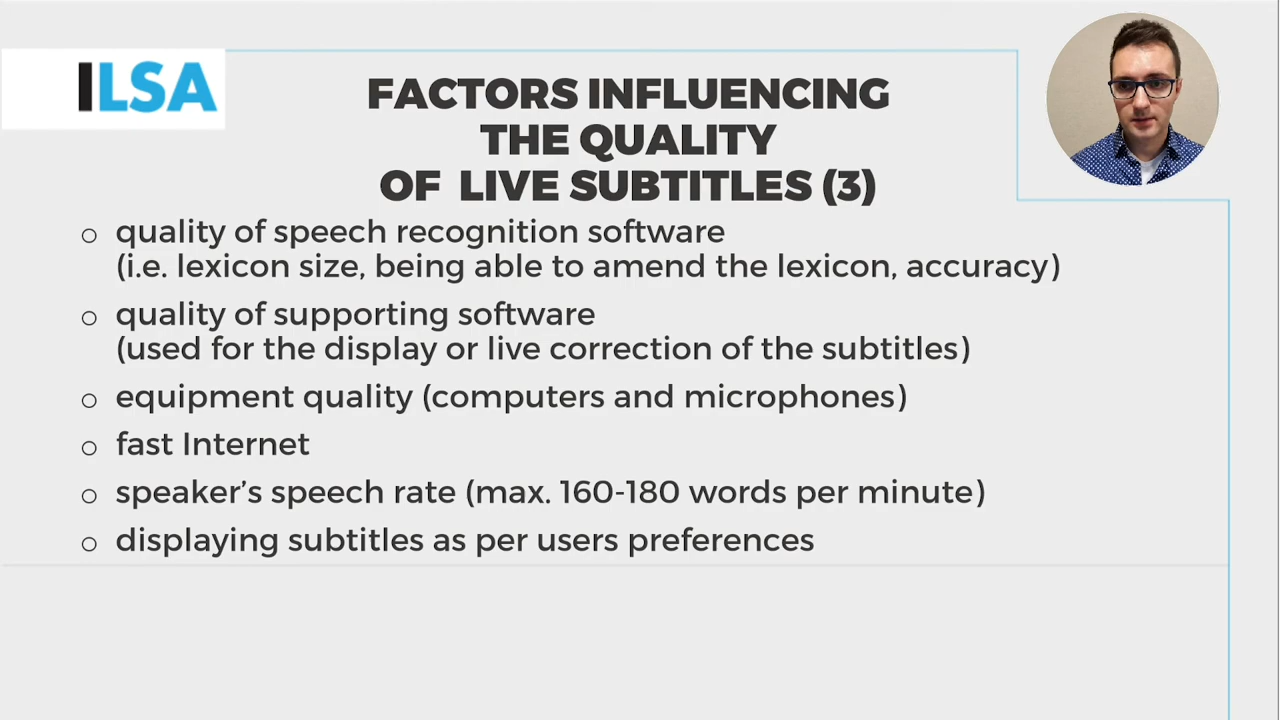 ILSA
FACTORS INFLUENCING
THE QUALITY
OF LIVE SUBTITLES (3)
o quality of speech recognition software
(i.e. lexicon size, being able to amend the lexicon, accuracy)
o quality of supporting software
(used for the display or live correction of the subtitles)
o equipment quality (computers and microphones)
o fast Internet
o speaker’s speech rate (max. 160-180 words per minute)
o displaying subtitles as per users preferences